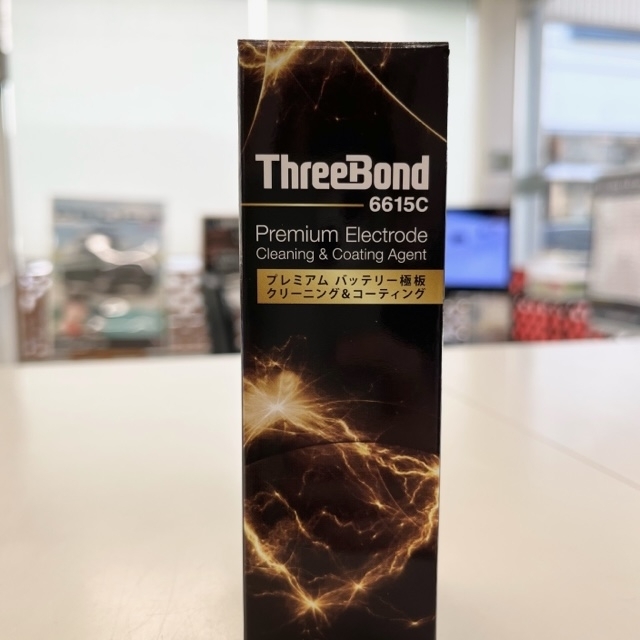 ThreeBond
6615C
Premium Electrode
Cleaning & Coating Agent
プレミアム バッテリー極板
クリーニング&コーティング